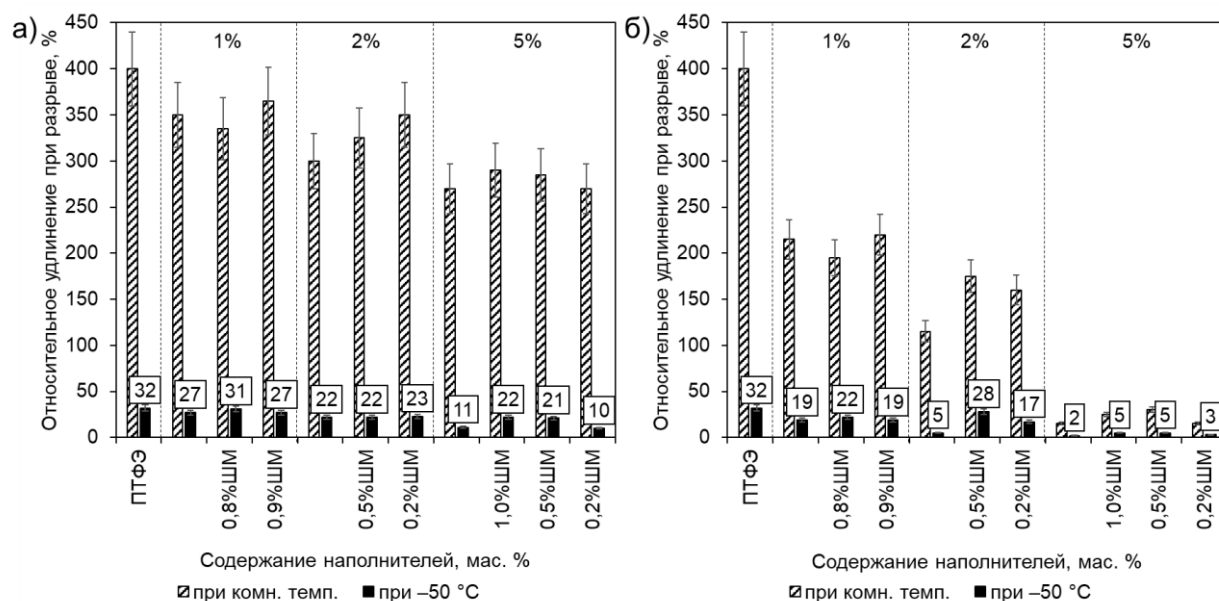 а)
Относительное удлинение при разрыве, %
450
400
350
300
250
200
150
100
50
0
1%
2%
5%
32
27
31
27
22
22
23
11
22
21
10
ПТФЭ
0,8%ШМ
0,9%ШМ
0,5%ШМ
0,2%ШМ
1,0%ШМ
0,5%ШМ
0,2%ШМ
Содержание наполнителей, мас. %
при комн. темп.
при –50 °C
б)
Относительное удлинение при разрыве, %
450
400
350
300
250
200
150
100
50
0
1%
2%
5%
32
19
22
19
5
28
17
2
5
5
3
ПТФЭ
0,8%ШМ
0,9%ШМ
0,5%ШМ
0,2%ШМ
1,0%ШМ
0,5%ШМ
0,2%ШМ
Содержание наполнителей, мас. %
при комн. темп.
при –50 °C